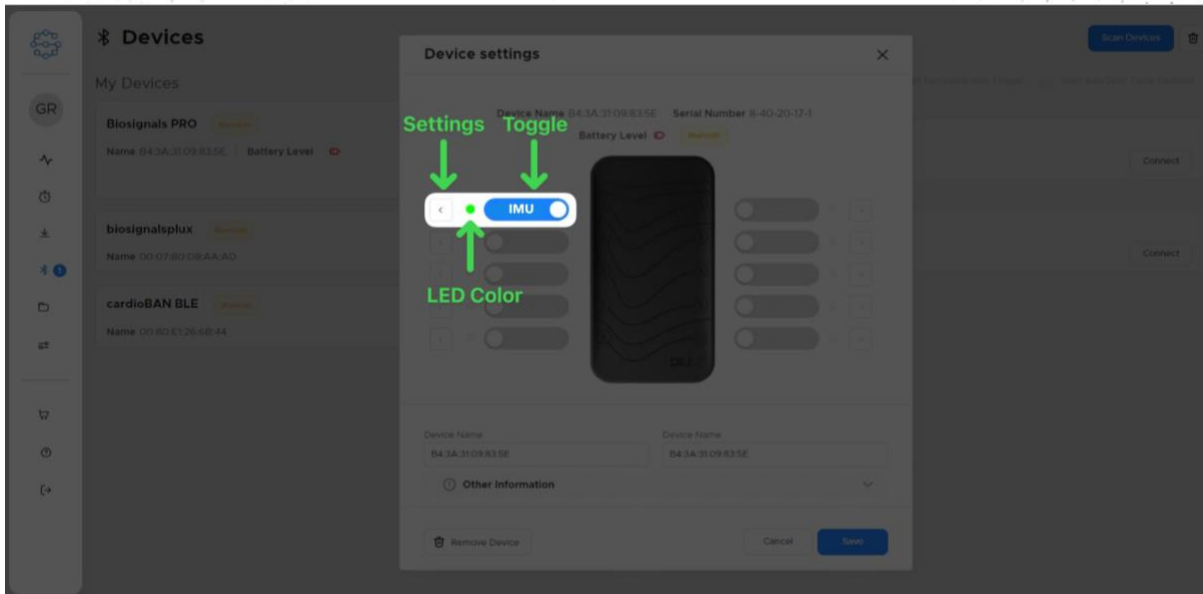 Devices
Scan Devices
Device settings
My Devices
GR
Device Name B4:3A:31:09:83:5E Serial Number 8-40-20-17-1
Settings Toggle
Battery Level
Biosignals PRO
Name B4:3A:31:09:83:5E Battery Level
Connect
IMU
biosignalsplux
Name 00:07:80:D8:AA:AD
Connect
LED Color
cardioBAN BLE
Name 00:80:E1:26:68:44
1
Device Name Device Name
B4:3A:31:09:83:5E B4:3A:31:09:83:5E
Other Information
Remove Device Cancel Save